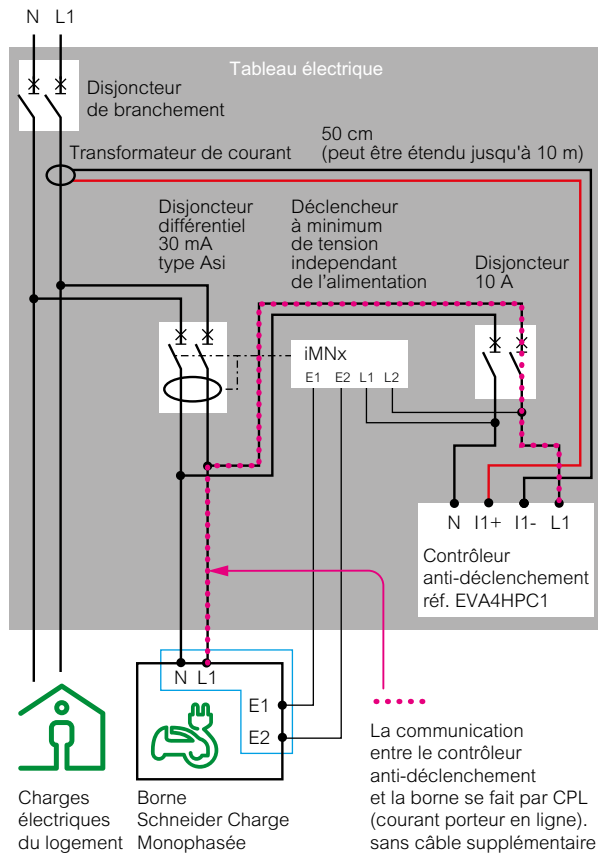 N L1
Tableau électrique
Disjoncteur
de branchement
Transformateur de courant
50 cm
(peut être étendu jusqu'à 10 m)
Disjoncteur
différentiel
30 mA
type Asi
Déclencheur
à minimum
de tension
independant
de l'alimentation
Disjoncteur
10 A
iMNx
E1 E2 L1 L2
N I1+ I1- L1
Contrôleur
anti-déclenchement
réf. EVA4HPC1
N L1
E1
E2
Charges
électriques
du logement
Borne
Schneider Charge
Monophasée
La communication
entre le contrôleur
anti-déclenchement
et la borne se fait par CPL
(courant porteur en ligne).
sans câble supplémentaire